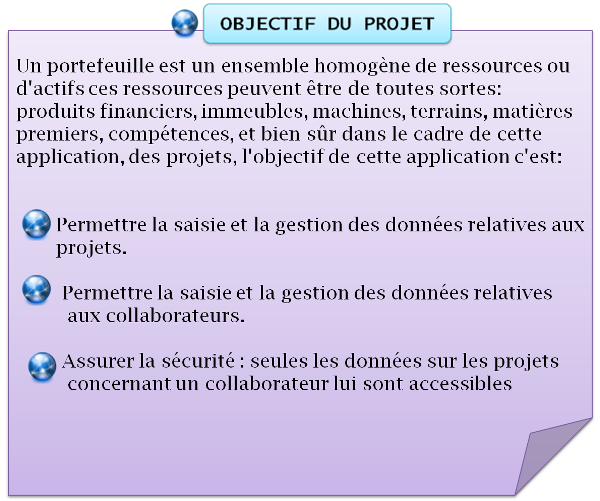 OBJECTIF DU PROJET
Un portefeuille est un ensemble homogène de ressources ou
d'actifs ces ressources peuvent être de toutes sortes:
produits financiers, immeubles, machines, terrains, matières
premiers, compétences, et bien sûr dans le cadre de cette
application, des projets, l'objectif de cette application c'est:
Permettre la saisie et la gestion des données relatives aux
projets.
Permettre la saisie et la gestion des données relatives
aux collaborateurs.
Assurer la sécurité : seules les données sur les projets
concernant un collaborateur lui sont accessibles